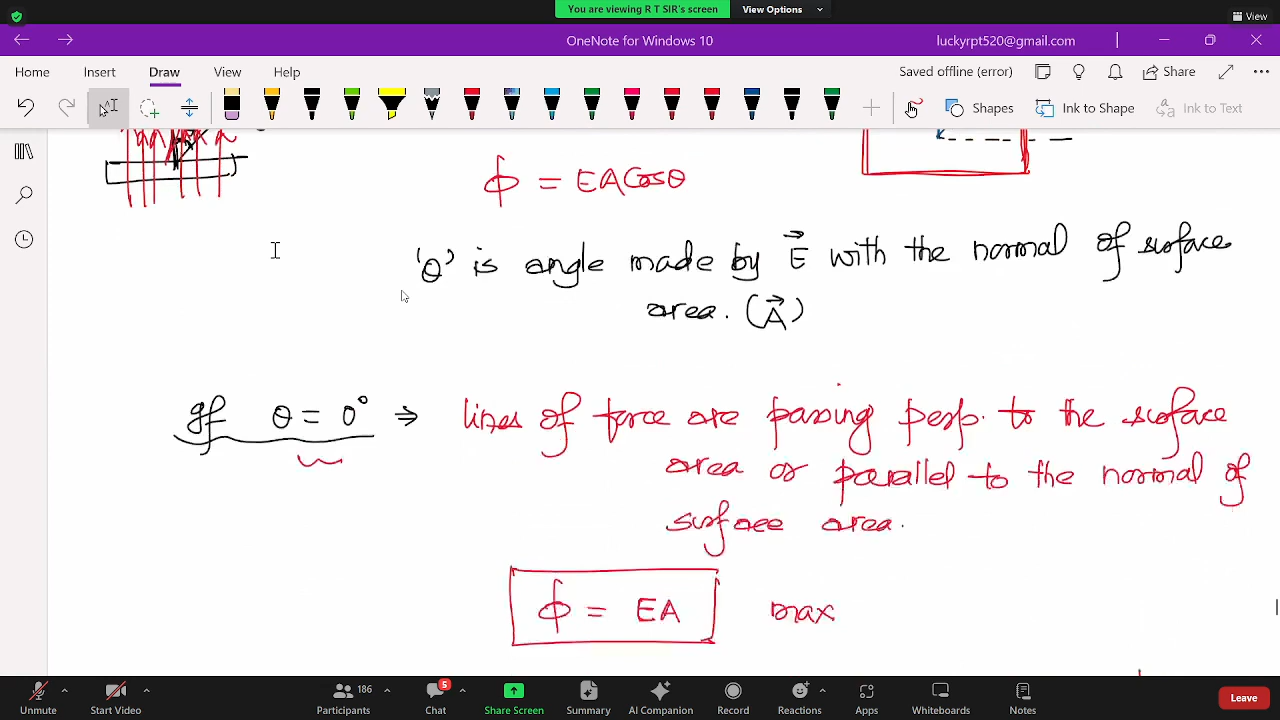 You are viewing R T SIR's screen
View Options
View
OneNote for Windows 10
luckyrpt520@gmail.com
Home Insert Draw View Help
Saved offline (error)
Share
Shapes
Ink to Shape
Ink to Text
ϕ = EA Cosθ
'θ' is angle made by E⃗ with the normal of surface
area. (A⃗)
If θ = 0° ⇒ lines of force are passing perp. to the surface
area or parallel to the normal of
surface area.
ϕ = EA max
Unmute
Start Video
186
Participants
5
Chat
Share Screen
Summary
AI Companion
Record
Reactions
Apps
Whiteboards
Notes
Leave